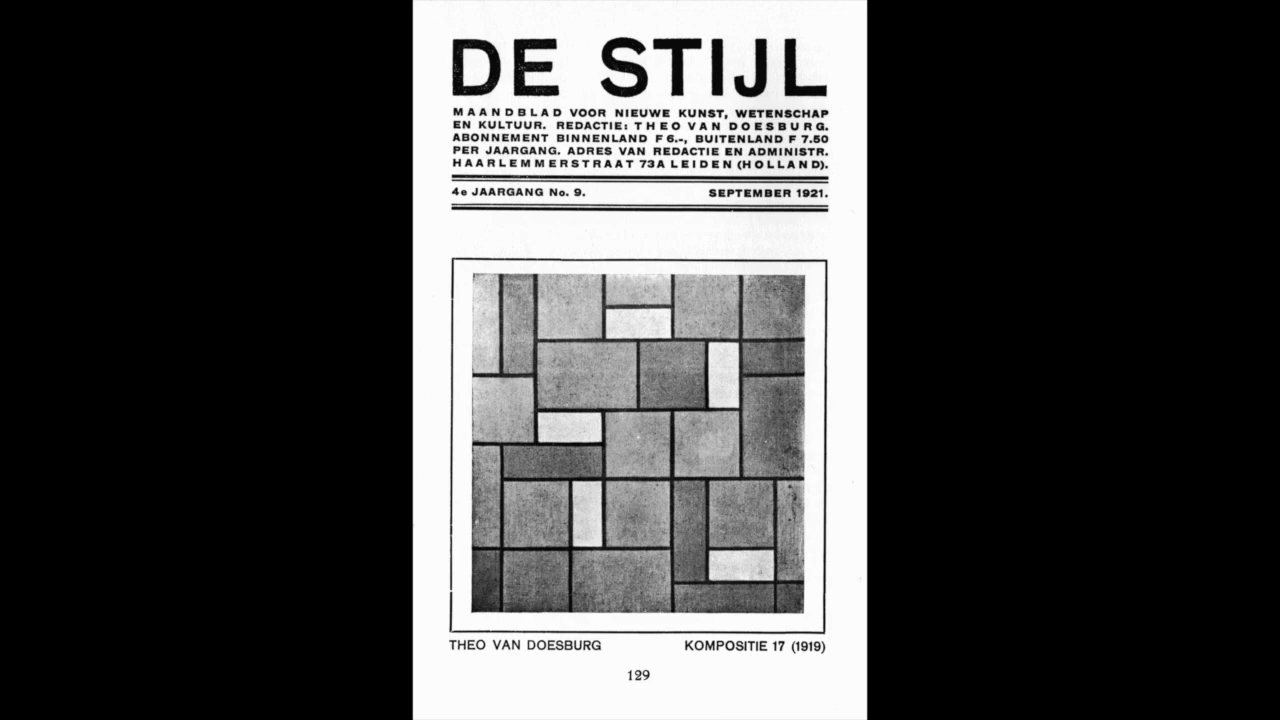 DE STIJL
MAANDBLAD VOOR NIEUWE KUNST, WETENSCHAP
EN KULTUUR. REDACTIE: THEO VAN DOESBURG.
ABONNEMENT BINNENLAND F 6.-, BUITENLAND F 7.50
PER JAARGANG. ADRES VAN REDACTIE EN ADMINISTR.
HAARLEMMERSTRAAT 73A LEIDEN (HOLLAND).
4e JAARGANG No. 9. SEPTEMBER 1921.
THEO VAN DOESBURG KOMPOSITIE 17 (1919)
129